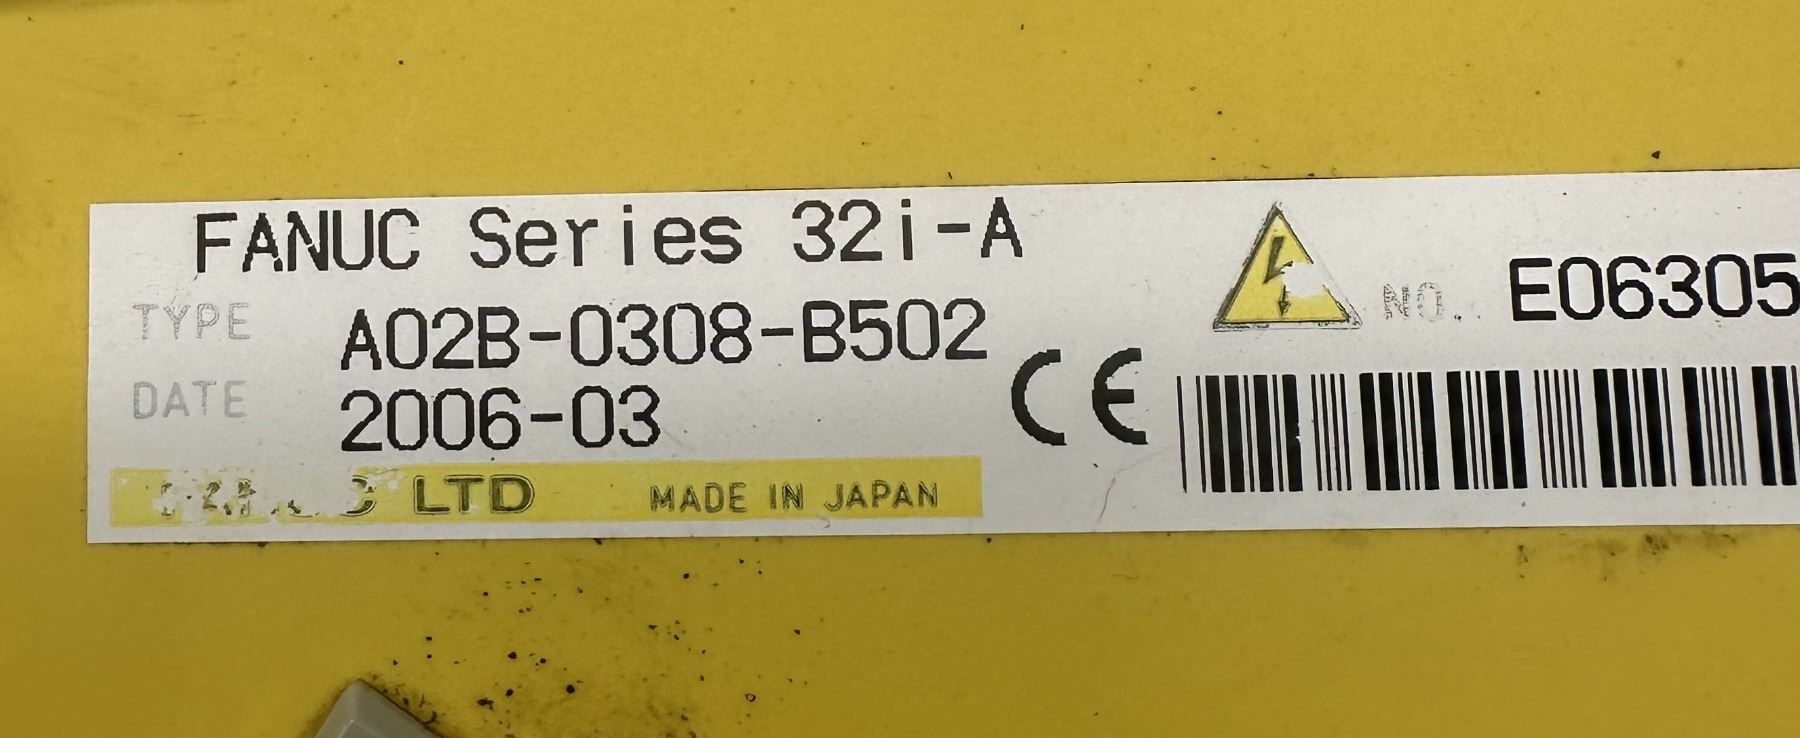 FANUC Series 32i-A
TYPE A02B-0308-B502
DATE 2006-03
LTD MADE IN JAPAN
CE
NO. E06305